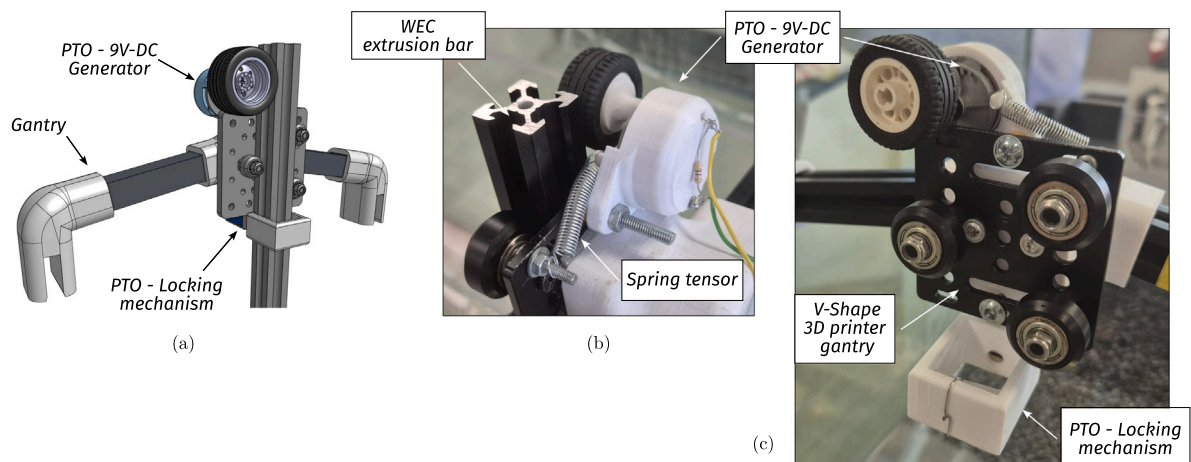 PTO - 9V-DC
Generator
Gantry
PTO - Locking
mechanism
(a)
WEC
extrusion bar
Spring tensor
(b)
PTO - 9V-DC
Generator
V-Shape
3D printer
gantry
PTO - Locking
mechanism
(c)